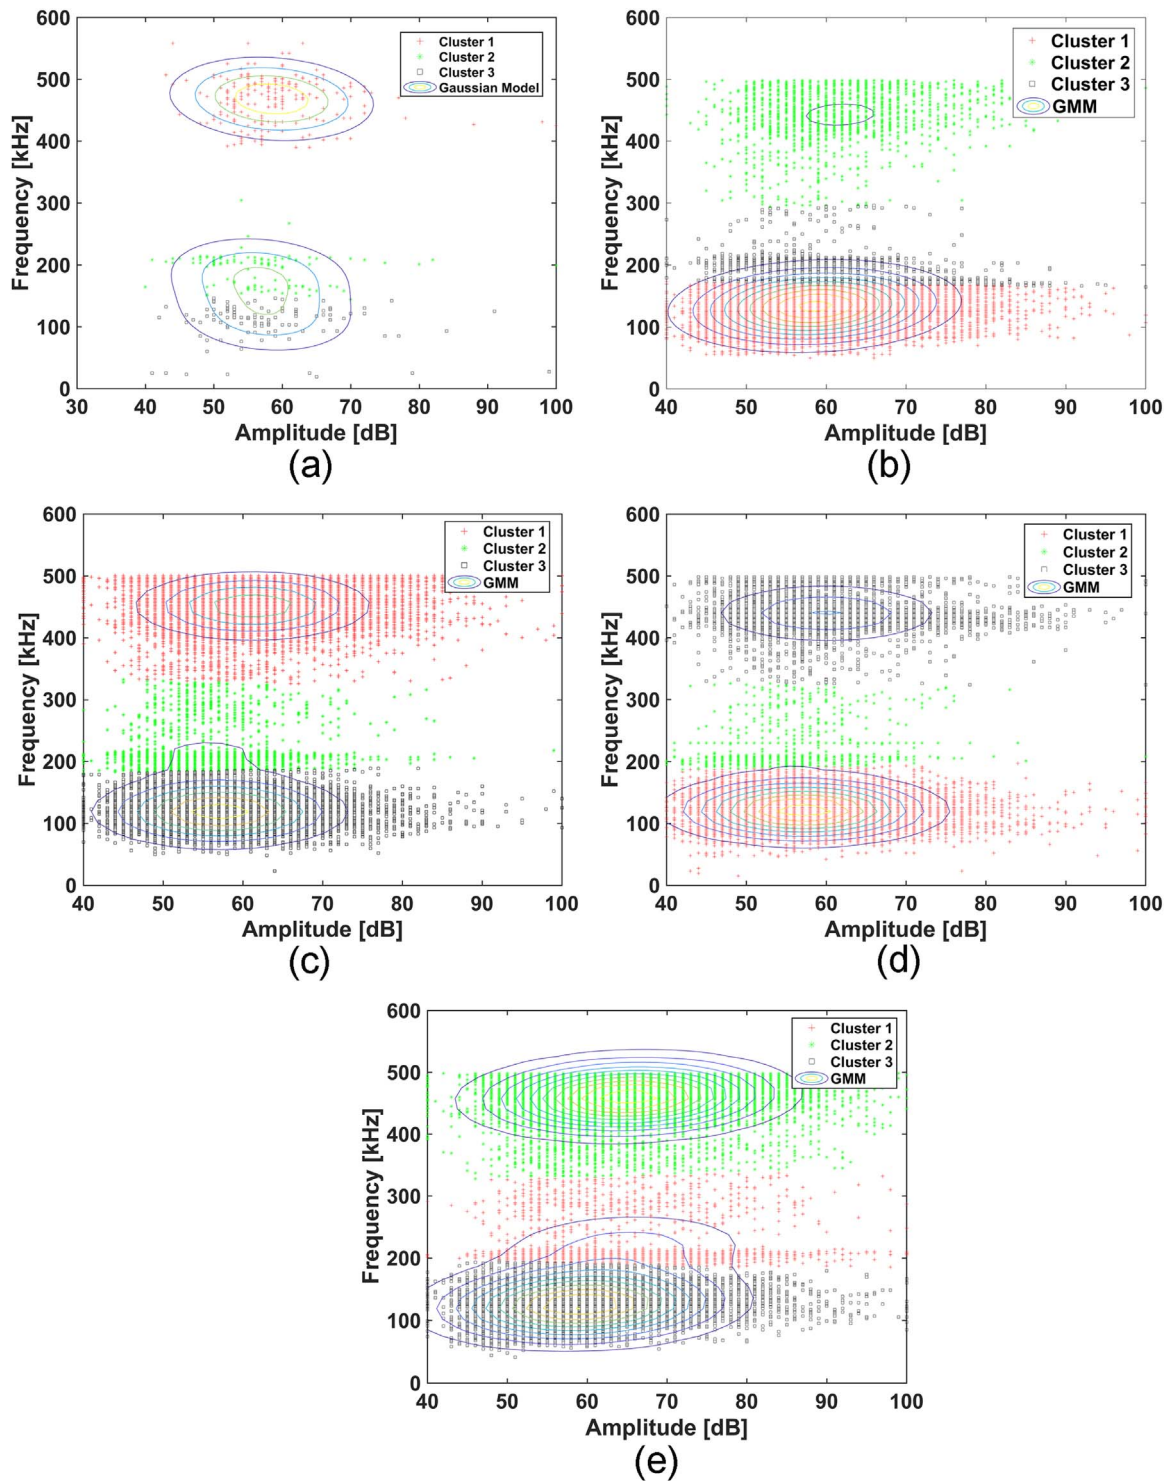 600
500
400
300
200
100
0
Frequency [kHz]
Cluster 1
Cluster 2
Cluster 3
Gaussian Model
30 40 50 60 70 80 90 100
Amplitude [dB]
(a)
600
500
400
300
200
100
0
Frequency [kHz]
Cluster 1
Cluster 2
Cluster 3
GMM
40 50 60 70 80 90 100
Amplitude [dB]
(b)
600
500
400
300
200
100
0
Frequency [kHz]
Cluster 1
Cluster 2
Cluster 3
GMM
40 50 60 70 80 90 100
Amplitude [dB]
(c)
600
500
400
300
200
100
0
Frequency [kHz]
Cluster 1
Cluster 2
Cluster 3
GMM
40 50 60 70 80 90 100
Amplitude [dB]
(d)
600
500
400
300
200
100
0
Frequency [kHz]
Cluster 1
Cluster 2
Cluster 3
GMM
40 50 60 70 80 90 100
Amplitude [dB]
(e)